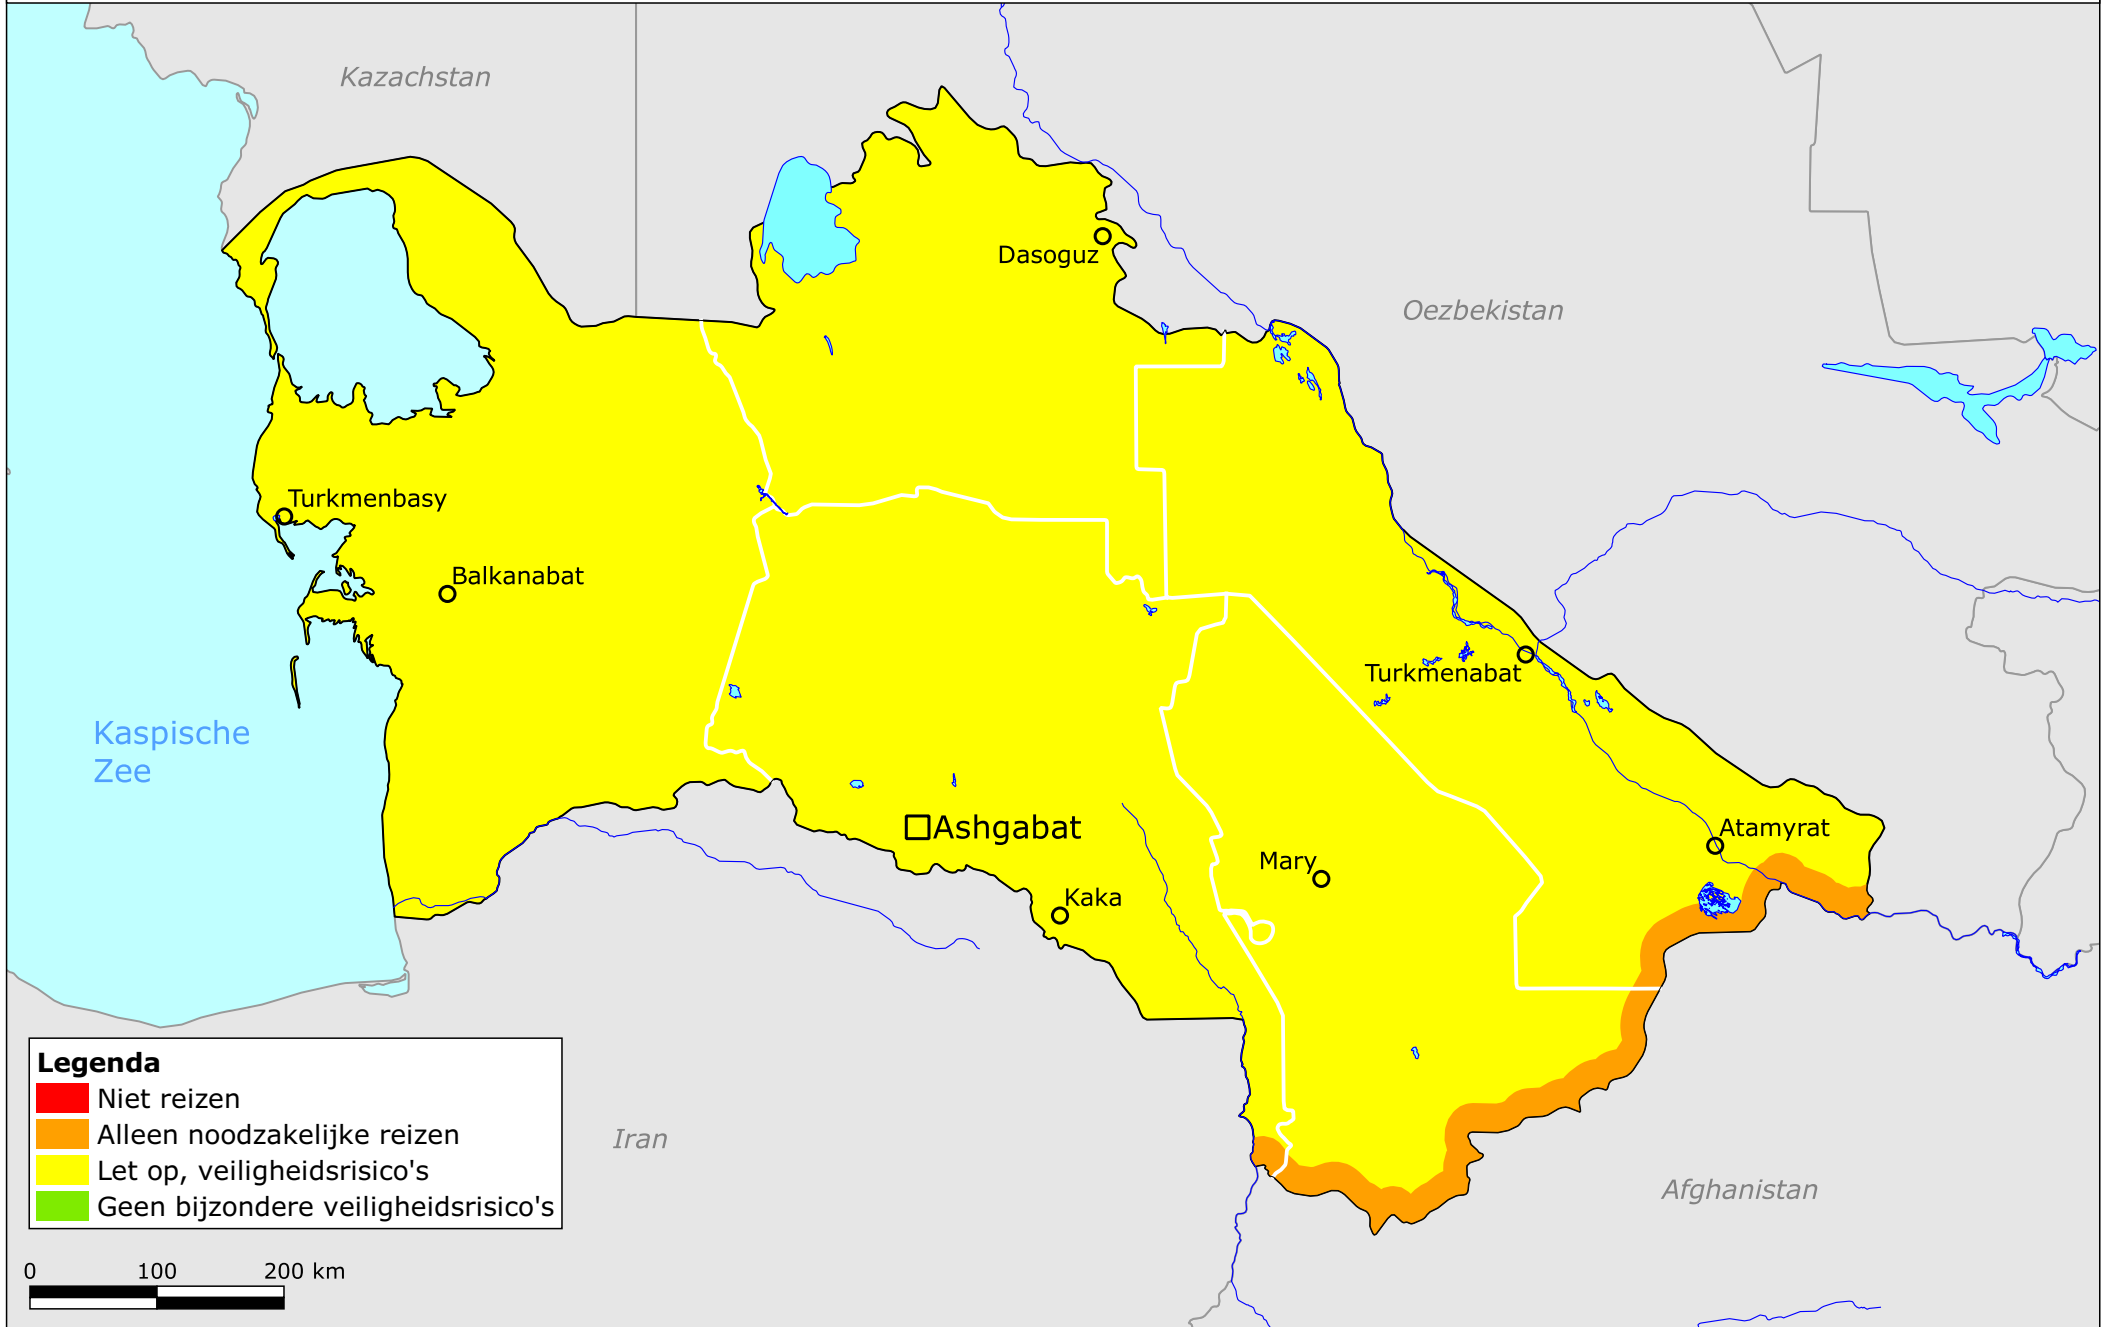 Kazachstan
Oezbekistan
Dasoguz
Turkmenbasy
Balkanabat
Turkmenabat
Kaspische
Zee
Ashgabat
Atamyrat
Mary
Kaka
Iran
Afghanistan
Legenda
Niet reizen
Alleen noodzakelijke reizen
Let op, veiligheidsrisico's
Geen bijzondere veiligheidsrisico's
0 100 200 km